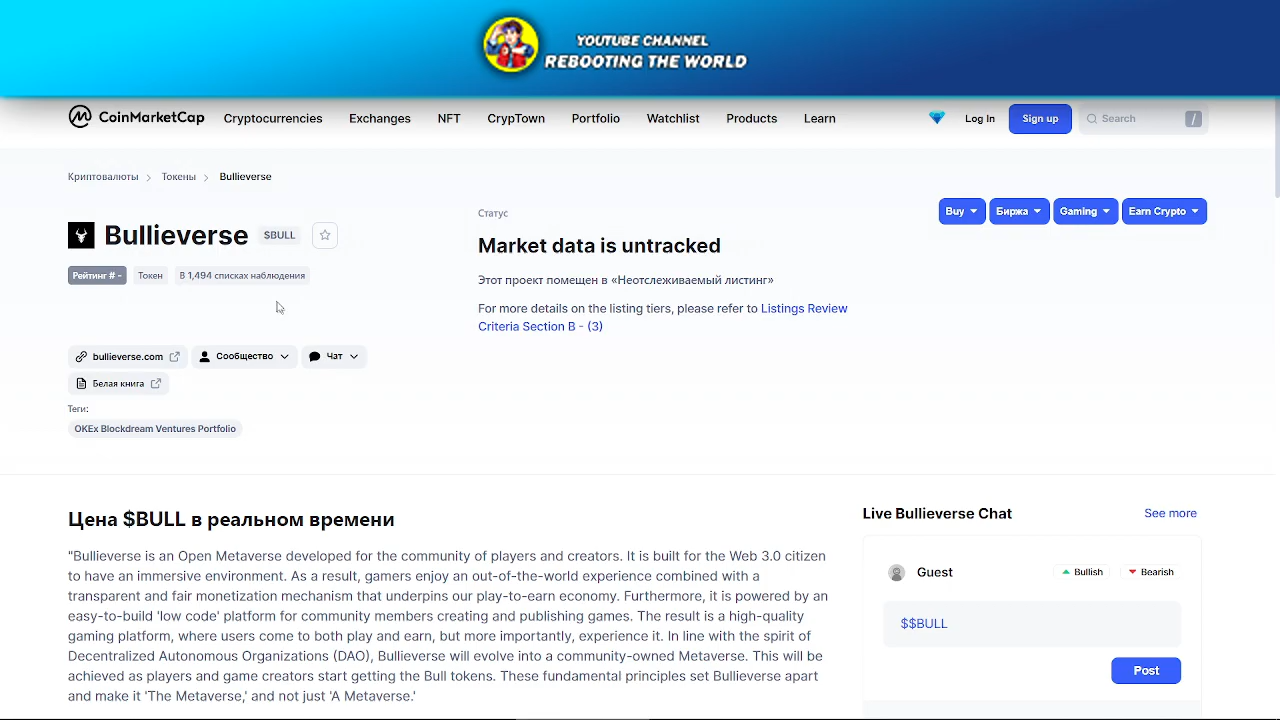 YOUTUBE CHANNEL
REBOOTING THE WORLD
CoinMarketCap Cryptocurrencies Exchanges NFT CrypTown Portfolio Watchlist Products Learn Log In Sign up Search /
Криптовалюты Токены Bullieverse
Buy Биржа Gaming Earn Crypto
Статус
Bullieverse $BULL
Market data is untracked
Рейтинг # - Токен В 1,494 списках наблюдения
Этот проект помещен в «Неотслеживаемый листинг»
For more details on the listing tiers, please refer to Listings Review
Criteria Section B - (3)
bullieverse.com Сообщество Чат
Белая книга
Теги:
OKEx Blockdream Ventures Portfolio
Цена $BULL в реальном времени
"Bullieverse is an Open Metaverse developed for the community of players and creators. It is built for the Web 3.0 citizen
to have an immersive environment. As a result, gamers enjoy an out-of-the-world experience combined with a
transparent and fair monetization mechanism that underpins our play-to-earn economy. Furthermore, it is powered by an
easy-to-build 'low code' platform for community members creating and publishing games. The result is a high-quality
gaming platform, where users come to both play and earn, but more importantly, experience it. In line with the spirit of
Decentralized Autonomous Organizations (DAO), Bullieverse will evolve into a community-owned Metaverse. This will be
achieved as players and game creators start getting the Bull tokens. These fundamental principles set Bullieverse apart
and make it 'The Metaverse,' and not just 'A Metaverse.'
Live Bullieverse Chat See more
Guest Bullish Bearish
$$BULL
Post